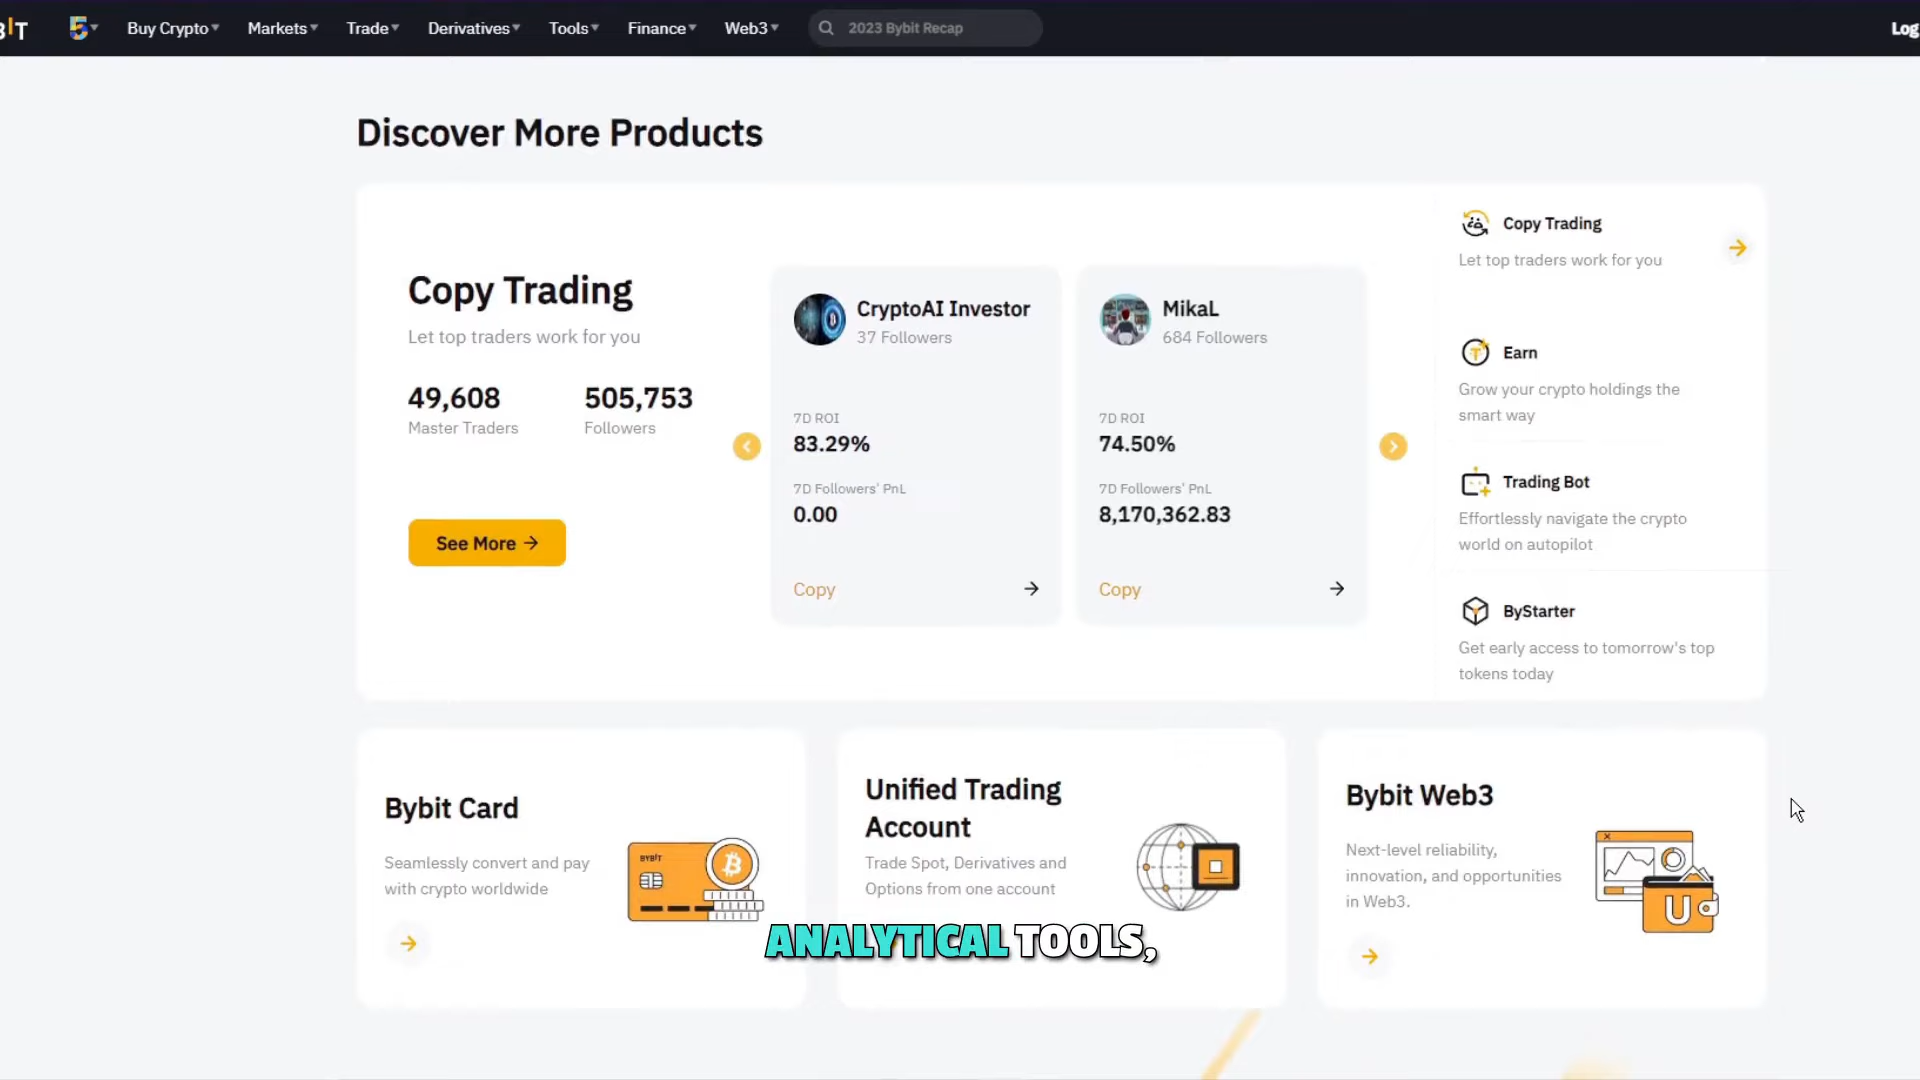 BIT
Buy Crypto
Markets
Trade
Derivatives
Tools
Finance
Web3
2023 Bybit Recap
Log
Discover More Products
Copy Trading
Let top traders work for you
49,608
Master Traders
505,753
Followers
See More
CryptoAI Investor
37 Followers
7D ROI
83.29%
7D Followers' PnL
0.00
Copy
MikaL
684 Followers
7D ROI
74.50%
7D Followers' PnL
8,170,362.83
Copy
Copy Trading
Let top traders work for you
Earn
Grow your crypto holdings the
smart way
Trading Bot
Effortlessly navigate the crypto
world on autopilot
ByStarter
Get early access to tomorrow's top
tokens today
Bybit Card
Seamlessly convert and pay
with crypto worldwide
BYBIT
Unified Trading
Account
Trade Spot, Derivatives and
Options from one account
Bybit Web3
Next-level reliability,
innovation, and opportunities
in Web3.
U
ANALYTICAL TOOLS,